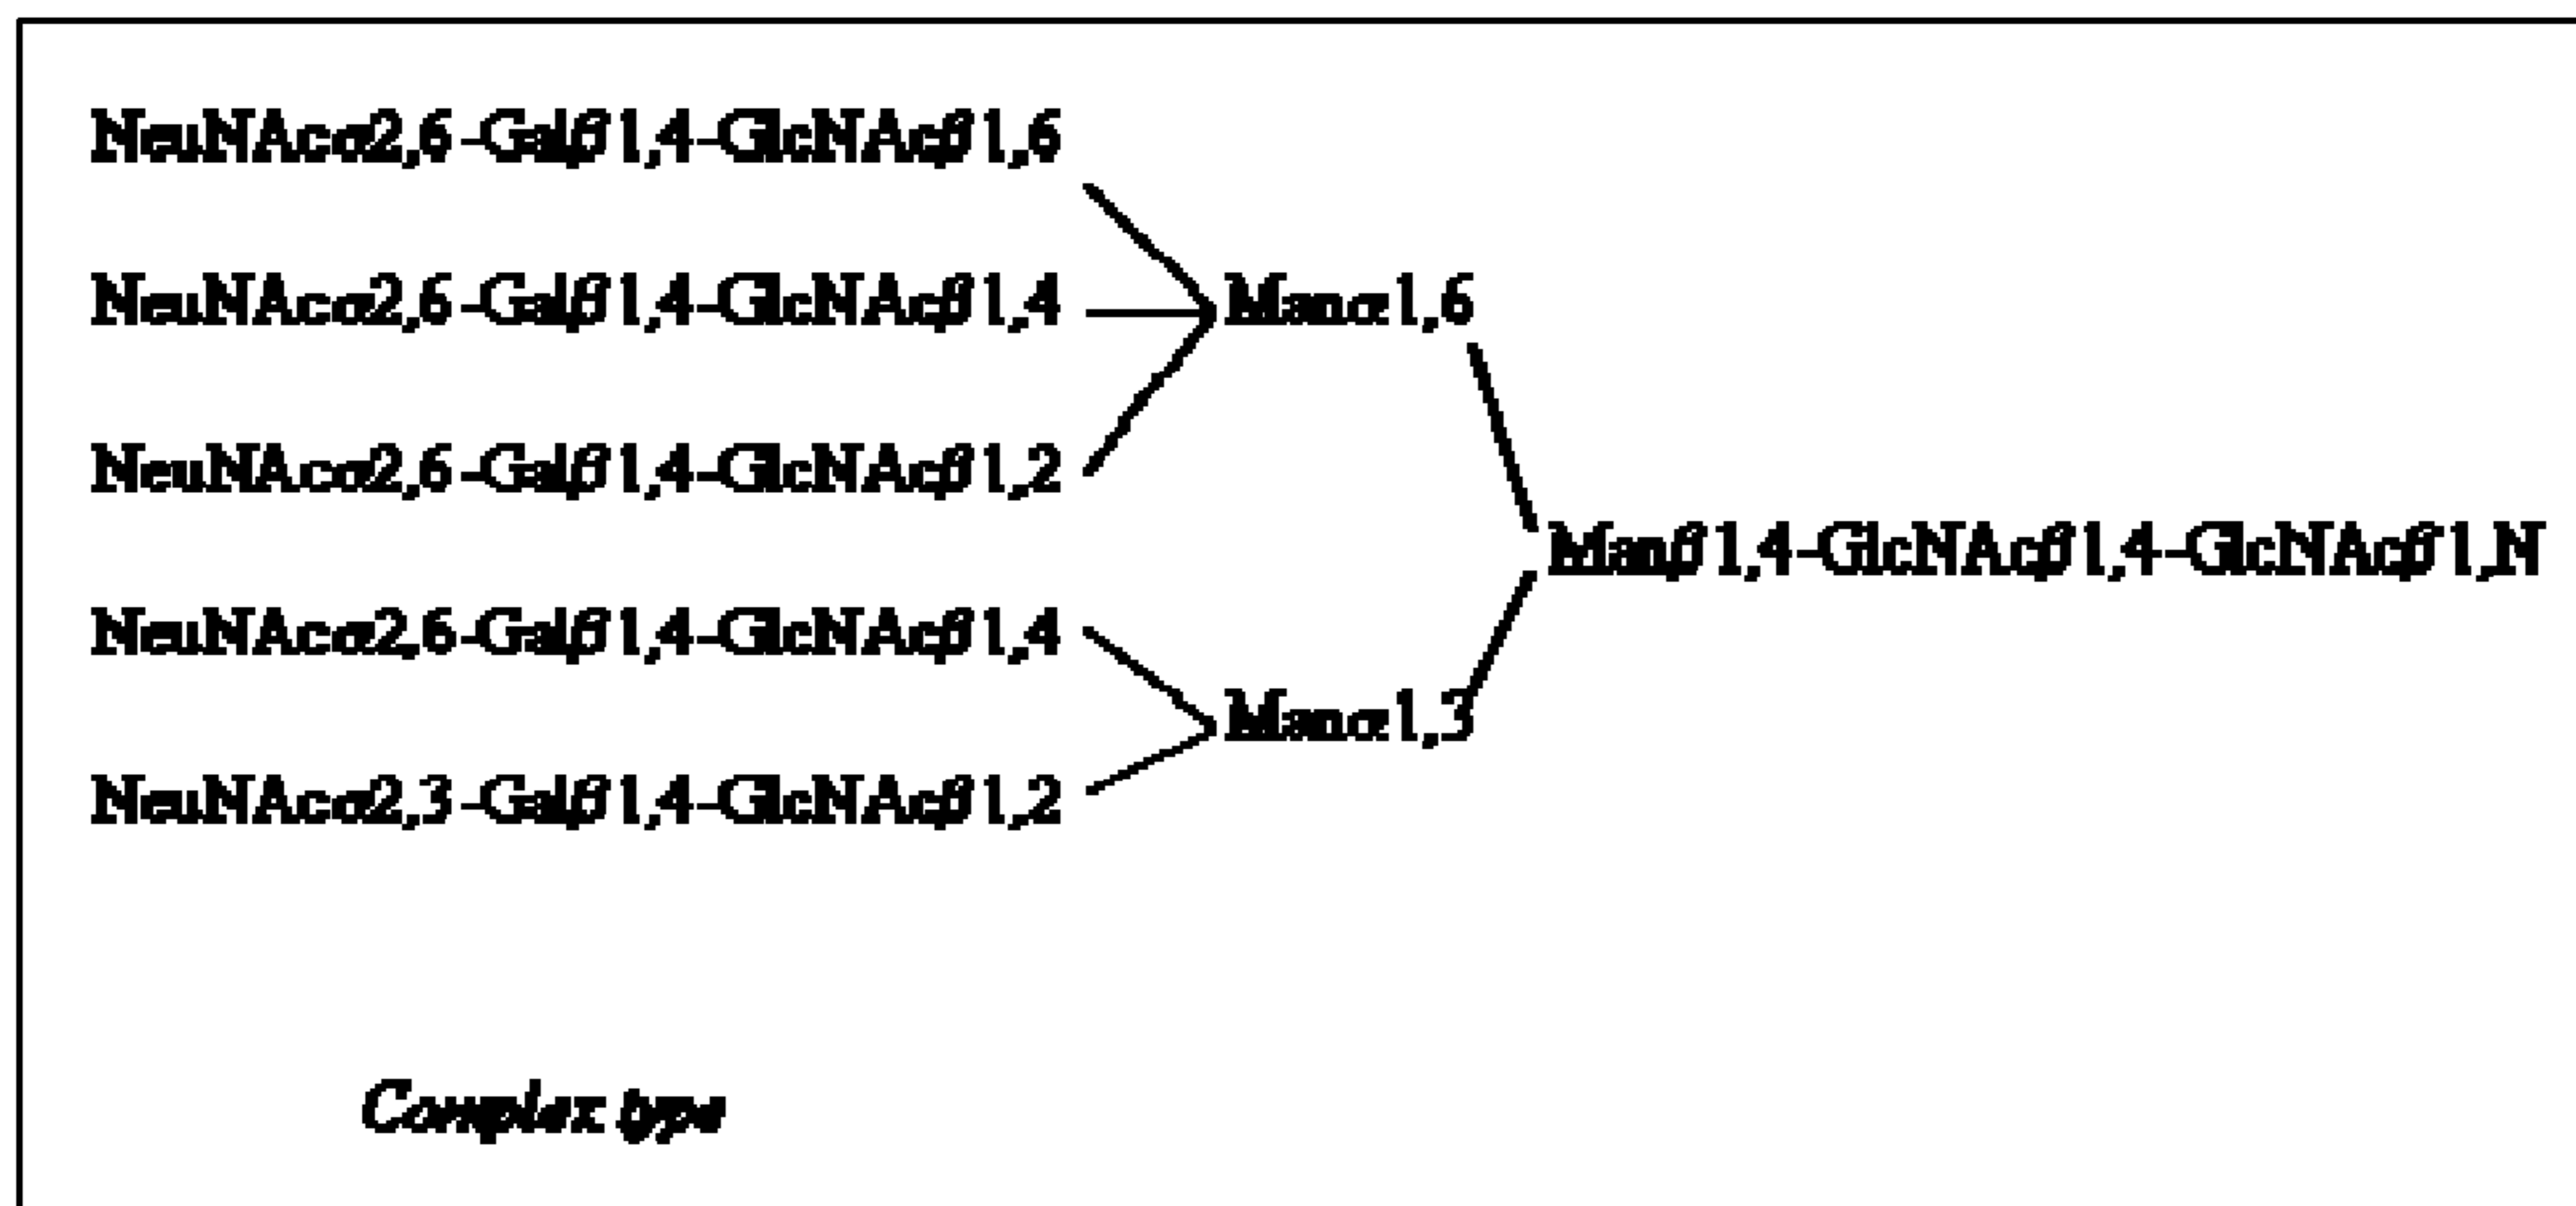 NeuNAcα2,6-Galβ1,4-GlcNAcβ1,6
NeuNAcα2,6-Galβ1,4-GlcNAcβ1,4
Manα1,6
NeuNAcα2,6-Galβ1,4-GlcNAcβ1,2
Manβ1,4-GlcNAcβ1,4-GlcNAcβ1,N
NeuNAcα2,6-Galβ1,4-GlcNAcβ1,4
Manα1,3
NeuNAcα2,3-Galβ1,4-GlcNAcβ1,2
Complex type